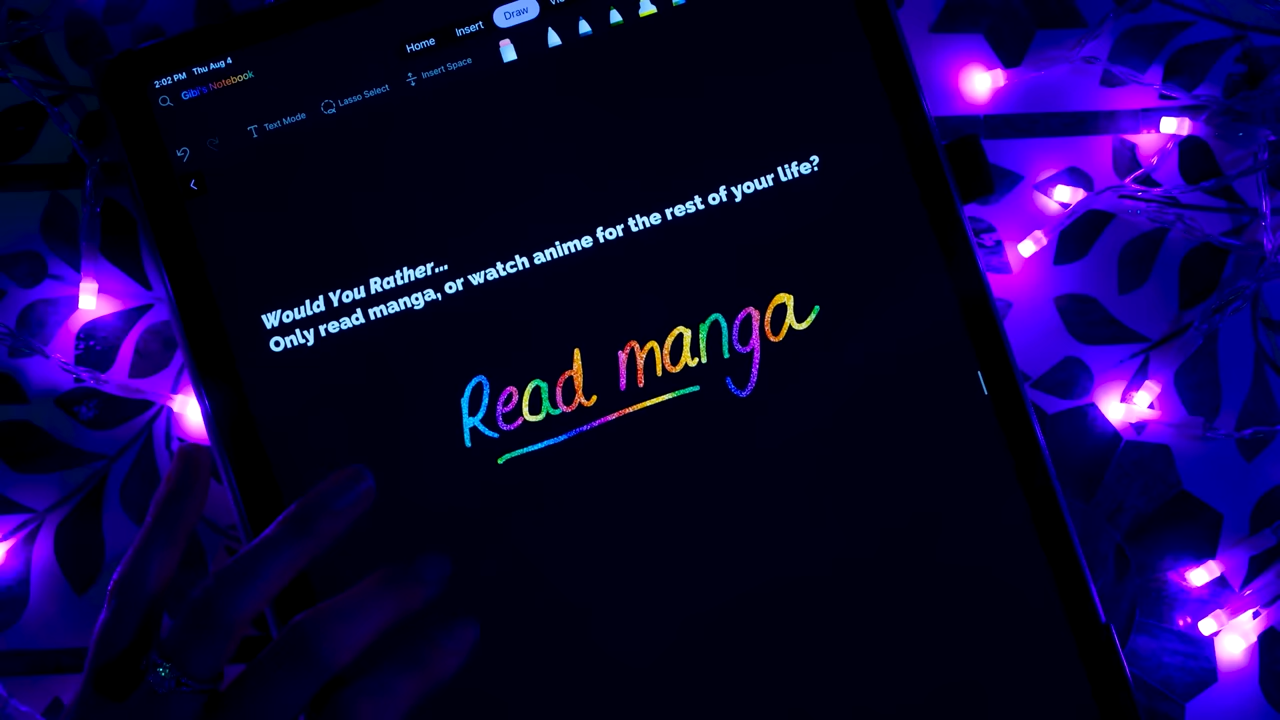 2:02 PM Thu Aug 4
Home Insert Draw
Gibi's Notebook
Text Mode Lasso Select Insert Space
Would You Rather...
Only read manga, or watch anime for the rest of your life?
Read manga